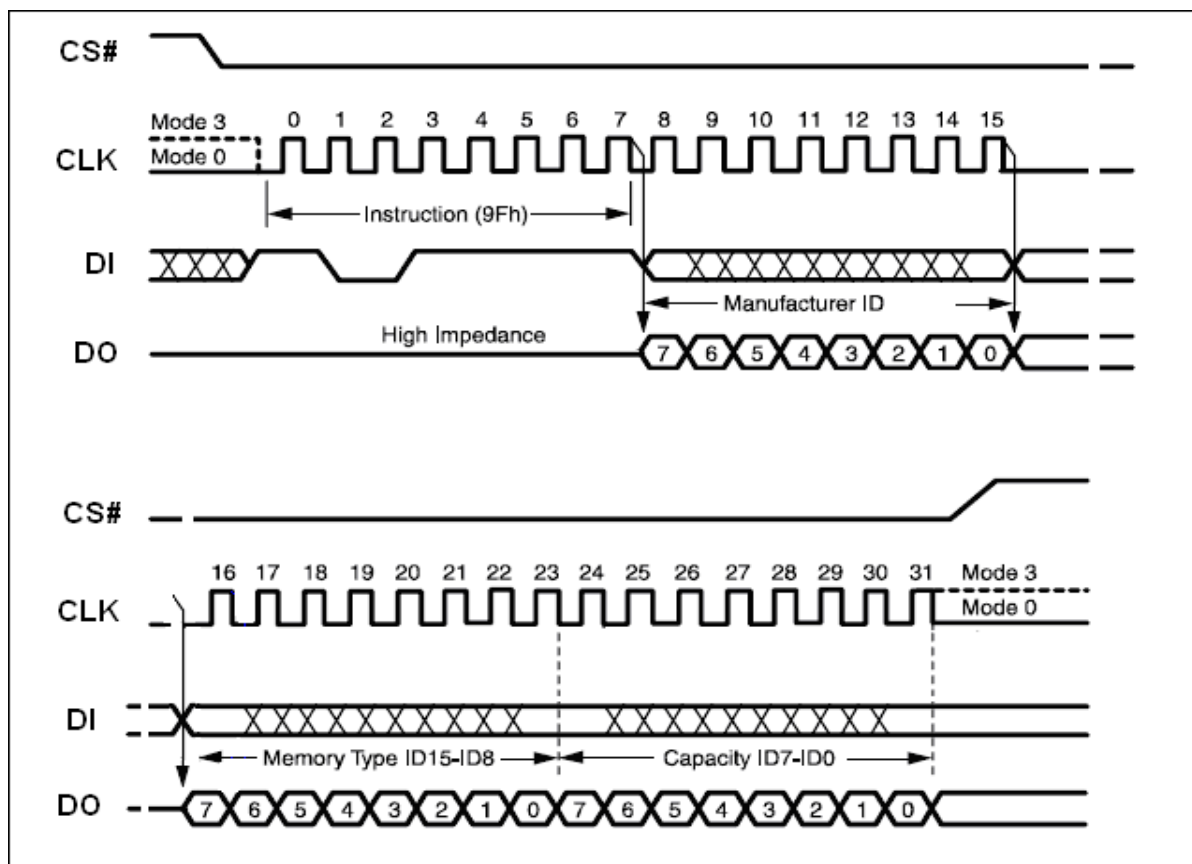 CS#
0 1 2 3 4 5 6 7 8 9 10 11 12 13 14 15
Mode 3
CLK
Mode 0
Instruction (9Fh)
DI
Manufacturer ID
High Impedance
DO
7 6 5 4 3 2 1 0
CS#
16 17 18 19 20 21 22 23 24 25 26 27 28 29 30 31
Mode 3
CLK
Mode 0
DI
Memory Type ID15-ID8
Capacity ID7-ID0
DO
7 6 5 4 3 2 1 0 7 6 5 4 3 2 1 0